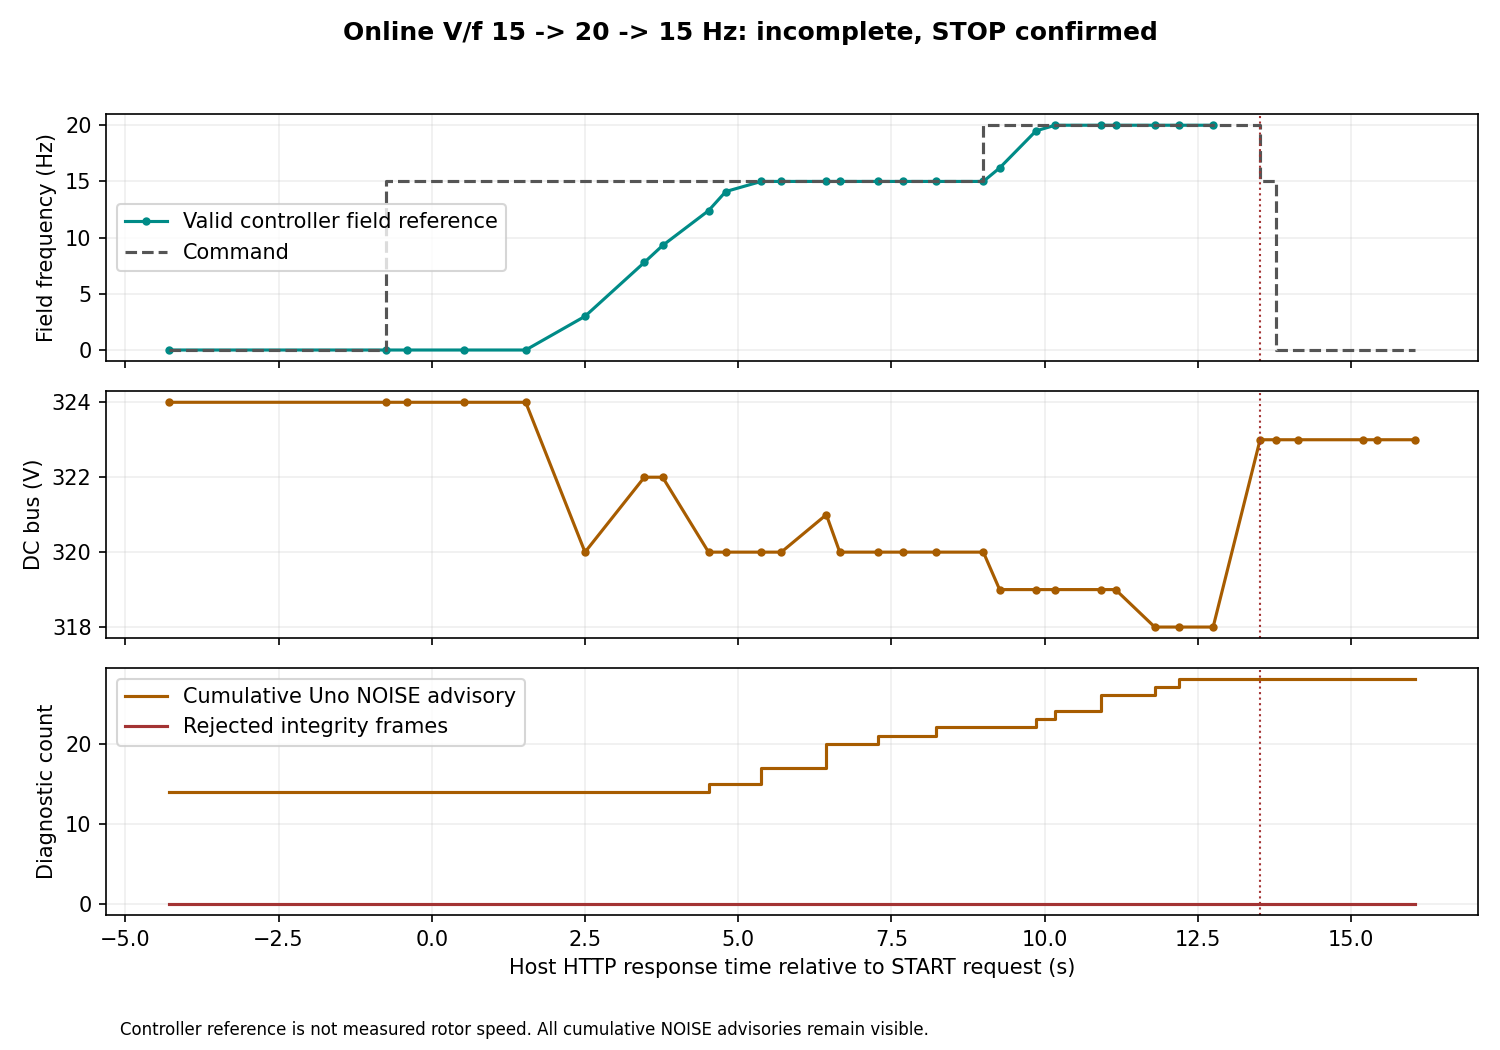 Online V/f 15 -> 20 -> 15 Hz: incomplete, STOP confirmed
Field frequency (Hz)
20
15
10
5
0
Valid controller field reference
Command
DC bus (V)
324
322
320
318
Diagnostic count
20
10
0
Cumulative Uno NOISE advisory
Rejected integrity frames
−5.0 −2.5 0.0 2.5 5.0 7.5 10.0 12.5 15.0
Host HTTP response time relative to START request (s)
Controller reference is not measured rotor speed. All cumulative NOISE advisories remain visible.